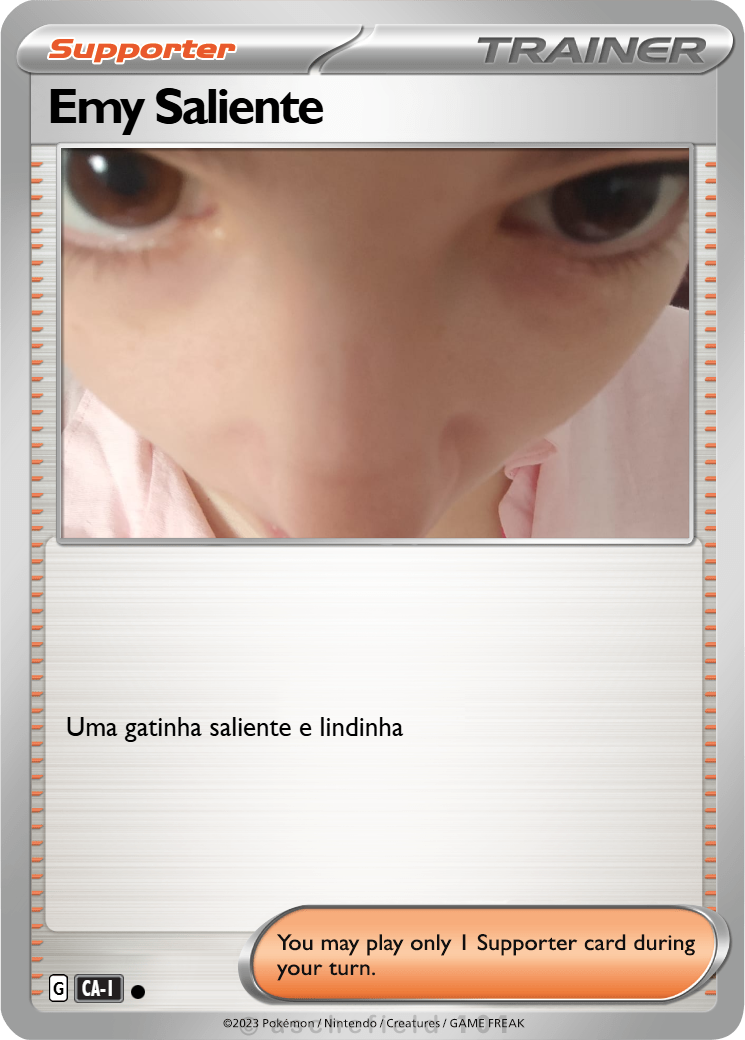 Supporter
TRAINER
Emy Saliente
Uma gatinha saliente e lindinha
You may play only 1 Supporter card during
your turn.
G CA-I
©2023 Pokémon / Nintendo / Creatures / GAME FREAK